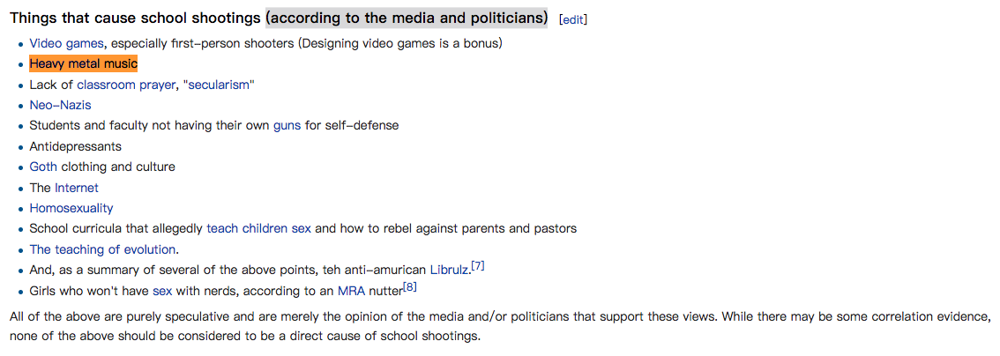 Things that cause school shootings (according to the media and politicians) [edit]
• Video games, especially first-person shooters (Designing video games is a bonus)
• Heavy metal music
• Lack of classroom prayer, "secularism"
• Neo-Nazis
• Students and faculty not having their own guns for self-defense
• Antidepressants
• Goth clothing and culture
• The Internet
• Homosexuality
• School curricula that allegedly teach children sex and how to rebel against parents and pastors
• The teaching of evolution.
• And, as a summary of several of the above points, teh anti-amurican Librulz.[7]
• Girls who won't have sex with nerds, according to an MRA nutter[8]
All of the above are purely speculative and are merely the opinion of the media and/or politicians that support these views. While there may be some correlation evidence,
none of the above should be considered to be a direct cause of school shootings.